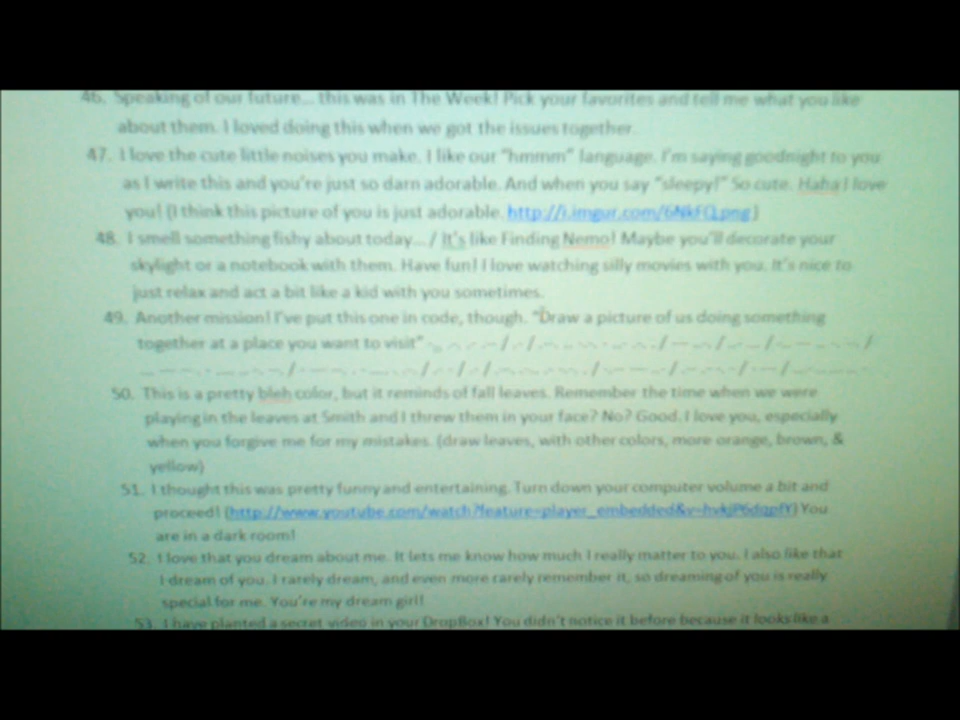 46. Speaking of our future... this was in The Week! Pick your favorites and tell me what you like
about them. I loved doing this when we got the issues together.
47. I love the cute little noises you make. I like our "hmmm" language. I'm saying goodnight to you
as I write this and you're just so darn adorable. And when you say "sleepy!" So cute. Haha I love
you! (I think this picture of you is just adorable.
48. I smell something fishy about today... / It's like Finding Nemo! Maybe you'll decorate your
skylight or a notebook with them. Have fun! I love watching silly movies with you. It's nice to
just relax and act a bit like a kid with you sometimes.
49. Another mission! I've put this one in code, though. "Draw a picture of us doing something
together at a place you want to visit"
50. This is a pretty bleh color, but it reminds of fall leaves. Remember the time when we were
playing in the leaves at Smith and I threw them in your face? No? Good. I love you, especially
when you forgive me for my mistakes. (draw leaves, with other colors, more orange, brown, &
yellow)
51. I thought this was pretty funny and entertaining. Turn down your computer volume a bit and
proceed! You
are in a dark room!
52. I love that you dream about me. It lets me know how much I really matter to you. I also like that
I dream of you. I rarely dream, and even more rarely remember it, so dreaming of you is really
special for me. You're my dream girl!
53. I have planted a secret video in your DropBox! You didn't notice it before because it looks like a